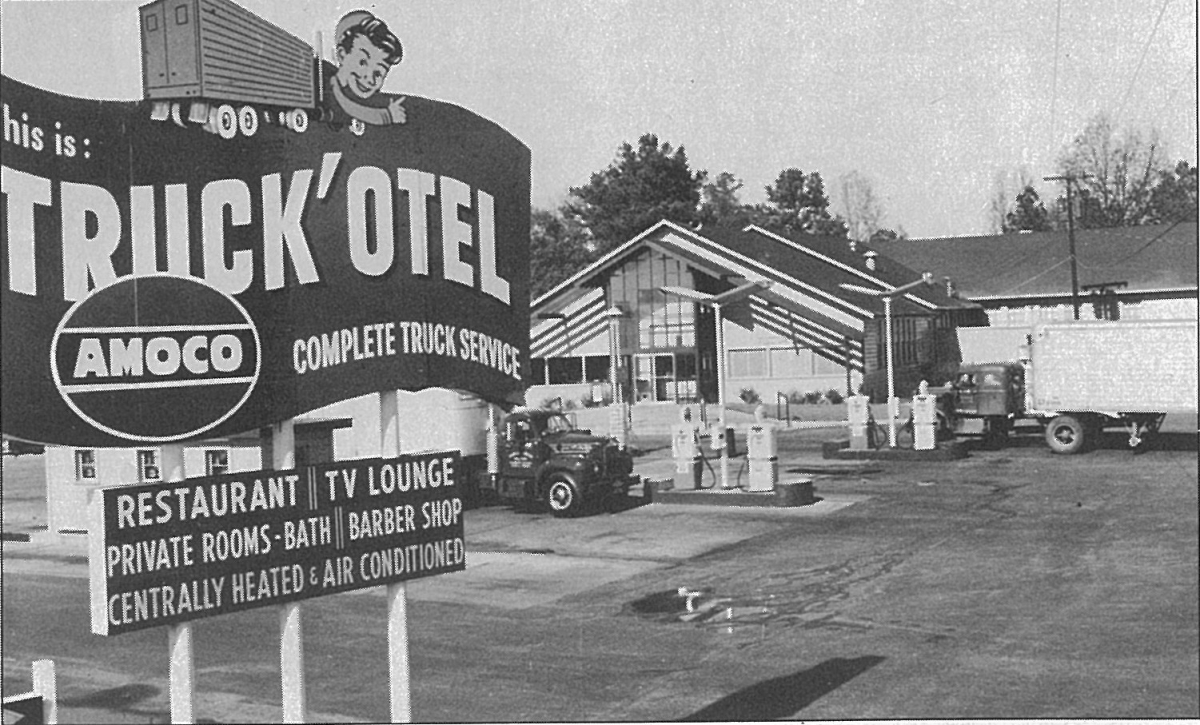 his is:
TRUCK'OTEL
AMOCO
COMPLETE TRUCK SERVICE
RESTAURANT || TV LOUNGE
PRIVATE ROOMS-BATH || BARBER SHOP
CENTRALLY HEATED & AIR CONDITIONED